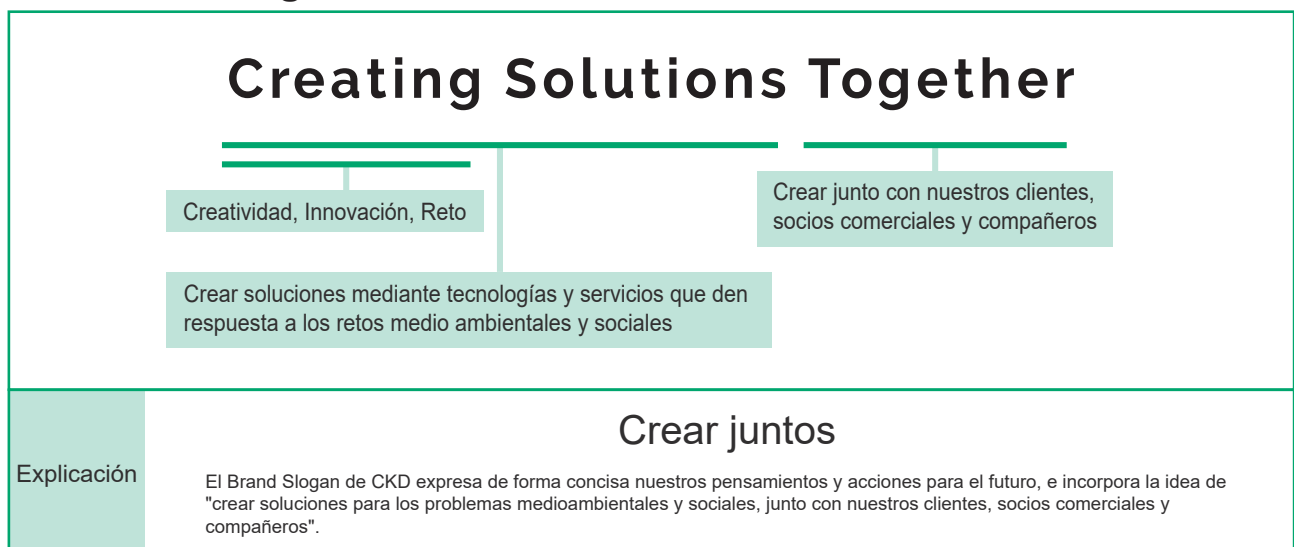 Creating Solutions Together
Creatividad, Innovación, Reto
Crear junto con nuestros clientes,
socios comerciales y compañeros
Crear soluciones mediante tecnologías y servicios que den
respuesta a los retos medio ambientales y sociales
Explicación
Crear juntos
El Brand Slogan de CKD expresa de forma concisa nuestros pensamientos y acciones para el futuro, e incorpora la idea de
"crear soluciones para los problemas medioambientales y sociales, junto con nuestros clientes, socios comerciales y
compañeros".